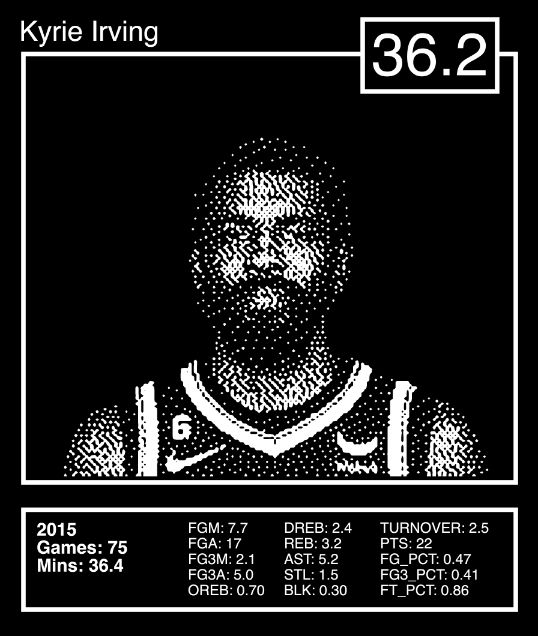 Kyrie Irving
36.2
6
2015
Games: 75
Mins: 36.4
FGM: 7.7
FGA: 17
FG3M: 2.1
FG3A: 5.0
OREB: 0.70
DREB: 2.4
REB: 3.2
AST: 5.2
STL: 1.5
BLK: 0.30
TURNOVER: 2.5
PTS: 22
FG_PCT: 0.47
FG3_PCT: 0.41
FT_PCT: 0.86